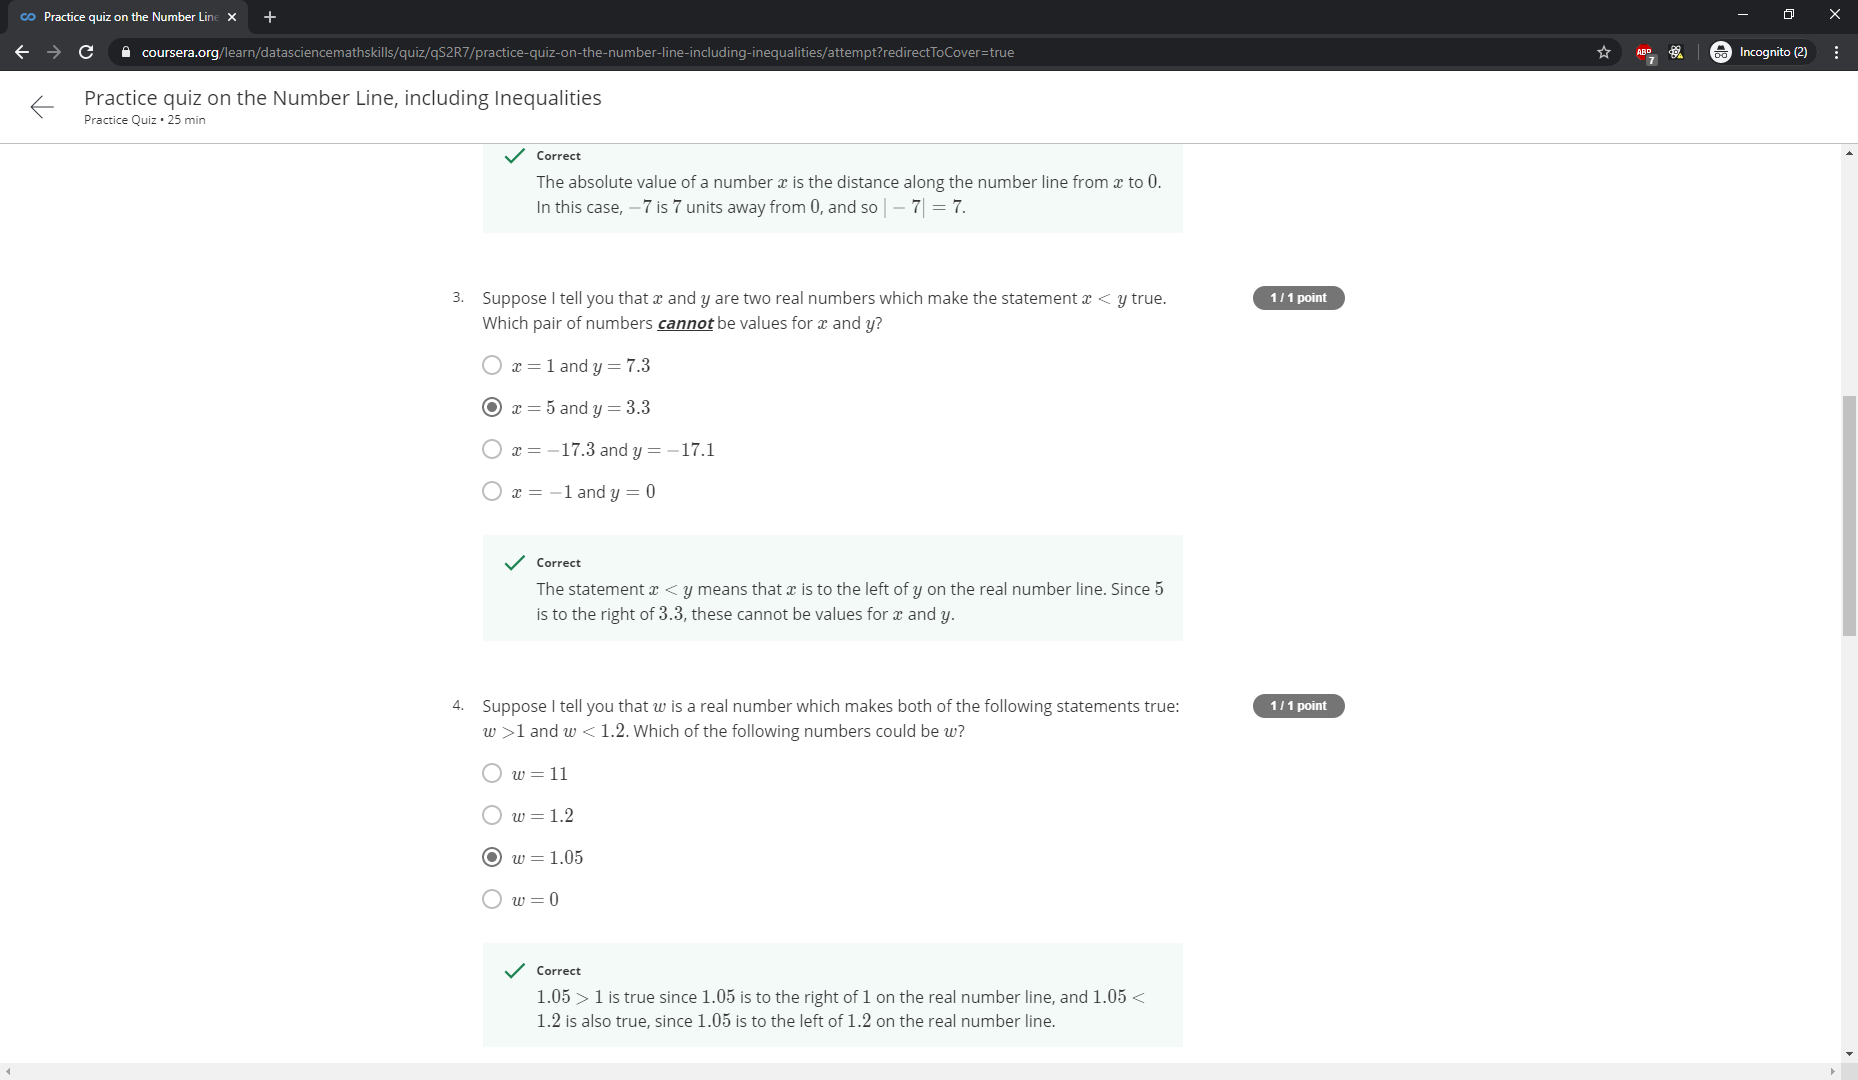 Practice quiz on the Number Line
Incognito (2)
coursera.org/learn/datasciencemathskills/quiz/qS2R7/practice-quiz-on-the-number-line-including-inequalities/attempt?redirectToCover=true
ABP
7
Practice quiz on the Number Line, including Inequalities
Practice Quiz • 25 min
Correct
The absolute value of a number x is the distance along the number line from x to 0.
In this case, −7 is 7 units away from 0, and so | − 7| = 7.
3. Suppose I tell you that x and y are two real numbers which make the statement x < y true.
1 / 1 point
Which pair of numbers cannot be values for x and y?
x = 1 and y = 7.3
x = 5 and y = 3.3
x = −17.3 and y = −17.1
x = −1 and y = 0
Correct
The statement x < y means that x is to the left of y on the real number line. Since 5
is to the right of 3.3, these cannot be values for x and y.
4. Suppose I tell you that w is a real number which makes both of the following statements true:
1 / 1 point
w >1 and w < 1.2. Which of the following numbers could be w?
w = 11
w = 1.2
w = 1.05
w = 0
Correct
1.05 > 1 is true since 1.05 is to the right of 1 on the real number line, and 1.05 <
1.2 is also true, since 1.05 is to the left of 1.2 on the real number line.